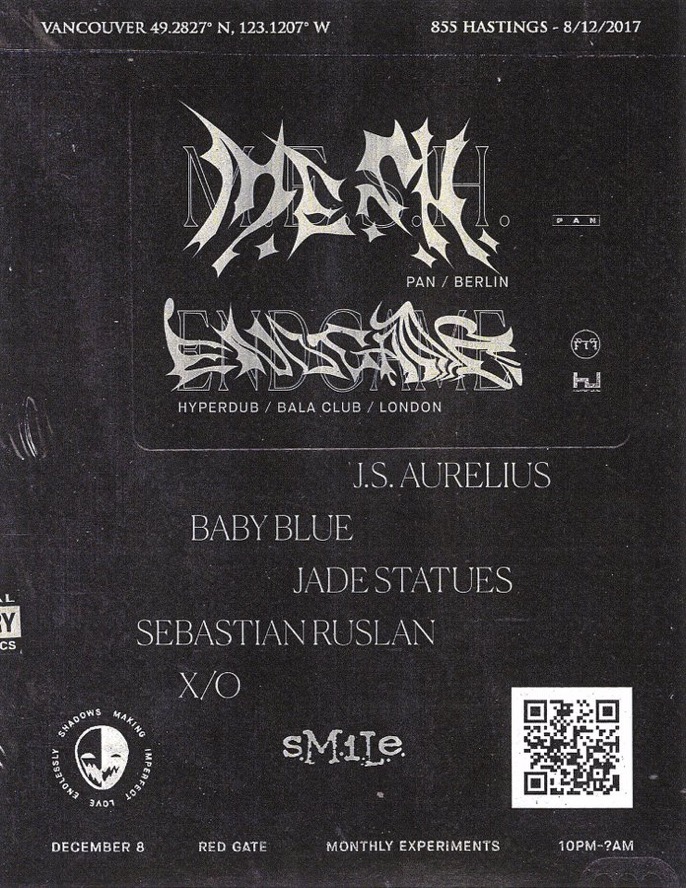 VANCOUVER 49.2827° N, 123.1207° W
855 HASTINGS - 8/12/2017
M.E.S.H.
PAN
PAN / BERLIN
ENDGAME
HYPERDUB / BALA CLUB / LONDON
J.S. AURELIUS
BABY BLUE
JADE STATUES
SEBASTIAN RUSLAN
X/O
SHADOWS MAKING IMPERFECT LOVE ENDLESSLY
sM1Le.
DECEMBER 8
RED GATE
MONTHLY EXPERIMENTS
10PM-?AM